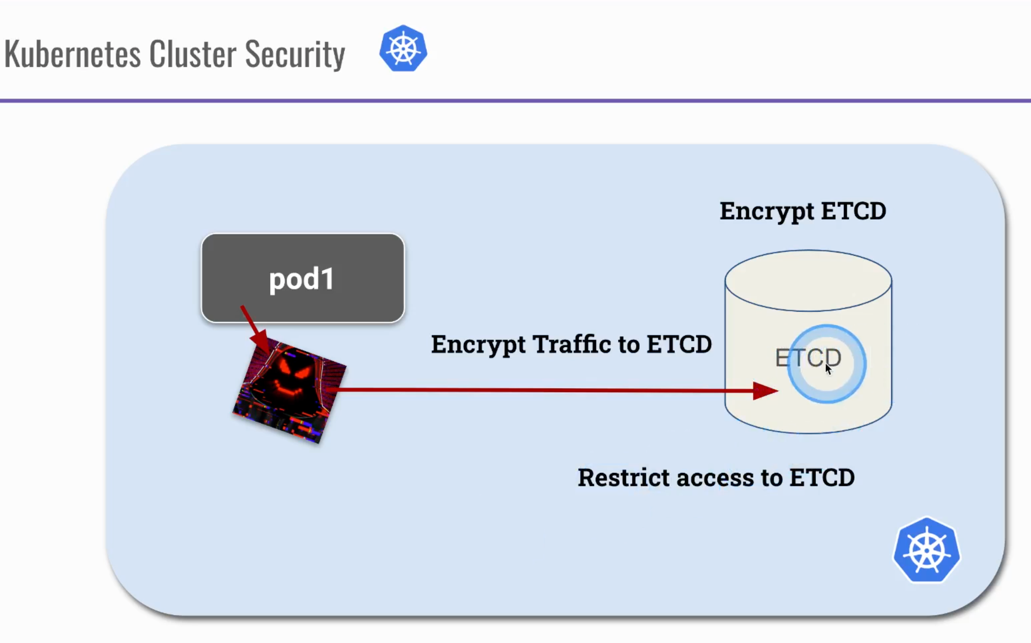 Kubernetes Cluster Security
Encrypt ETCD
pod1
Encrypt Traffic to ETCD
ETCD
Restrict access to ETCD